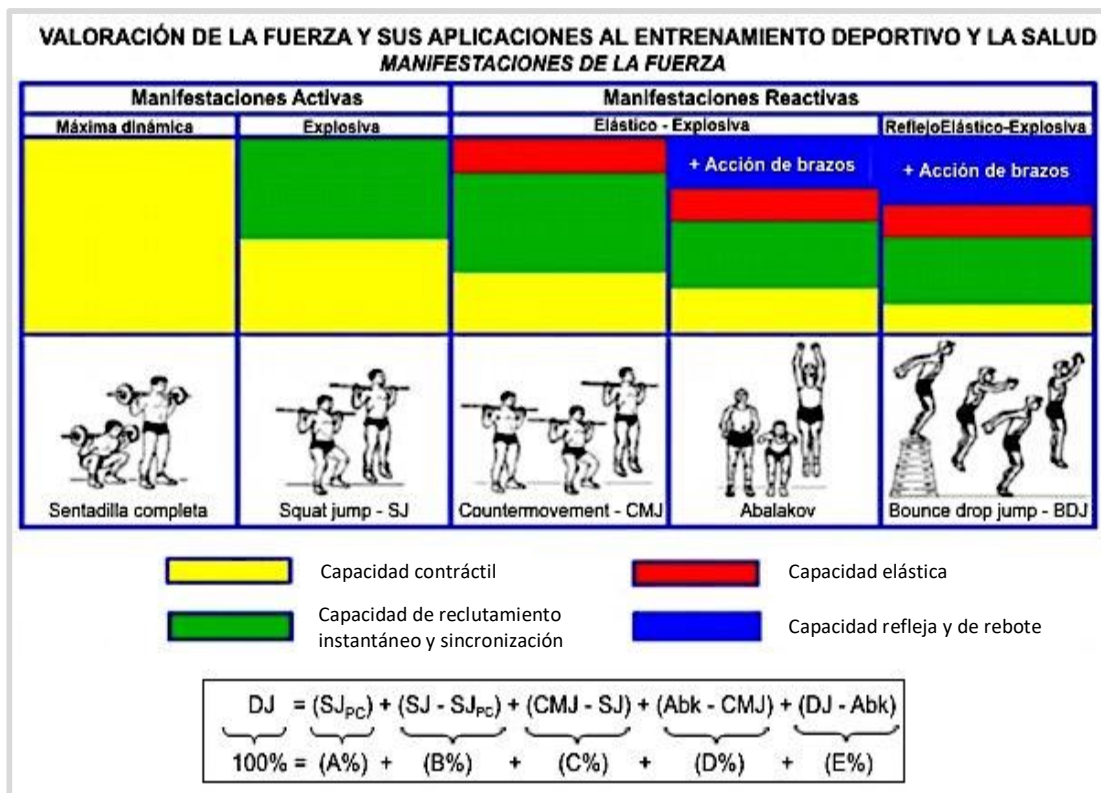 VALORACIÓN DE LA FUERZA Y SUS APLICACIONES AL ENTRENAMIENTO DEPORTIVO Y LA SALUD
MANIFESTACIONES DE LA FUERZA
Manifestaciones Activas
Manifestaciones Reactivas
Máxima dinámica
Explosiva
Elástico - Explosiva
ReflejoElástico-Explosiva
+ Acción de brazos
+ Acción de brazos
Sentadilla completa
Squat jump - SJ
Countermovement - CMJ
Abalakov
Bounce drop jump - BDJ
Capacidad contráctil
Capacidad elástica
Capacidad de reclutamiento
instantáneo y sincronización
Capacidad refleja y de rebote
DJ = (SJPC) + (SJ - SJPC) + (CMJ - SJ) + (Abk - CMJ) + (DJ - Abk)
100% = (A%) + (B%) + (C%) + (D%) + (E%)